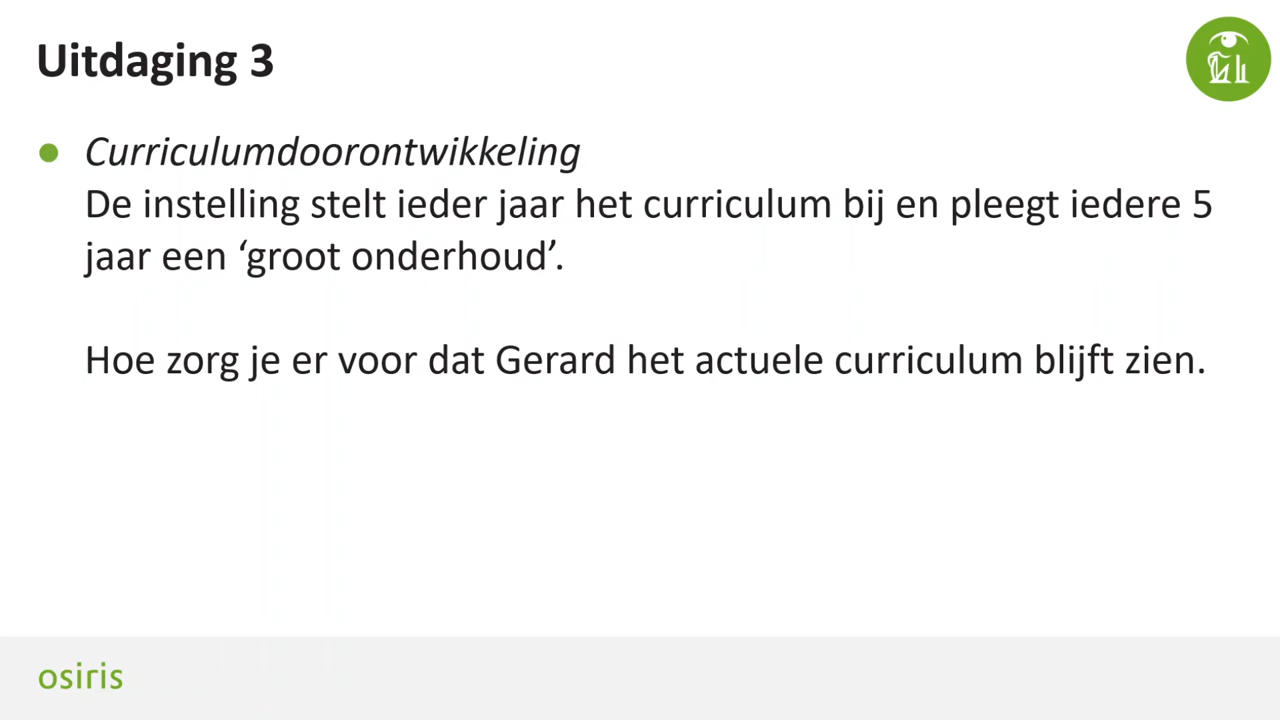 Uitdaging 3
Curriculumdoorontwikkeling
De instelling stelt ieder jaar het curriculum bij en pleegt iedere 5
jaar een ‘groot onderhoud’.
Hoe zorg je er voor dat Gerard het actuele curriculum blijft zien.
osiris